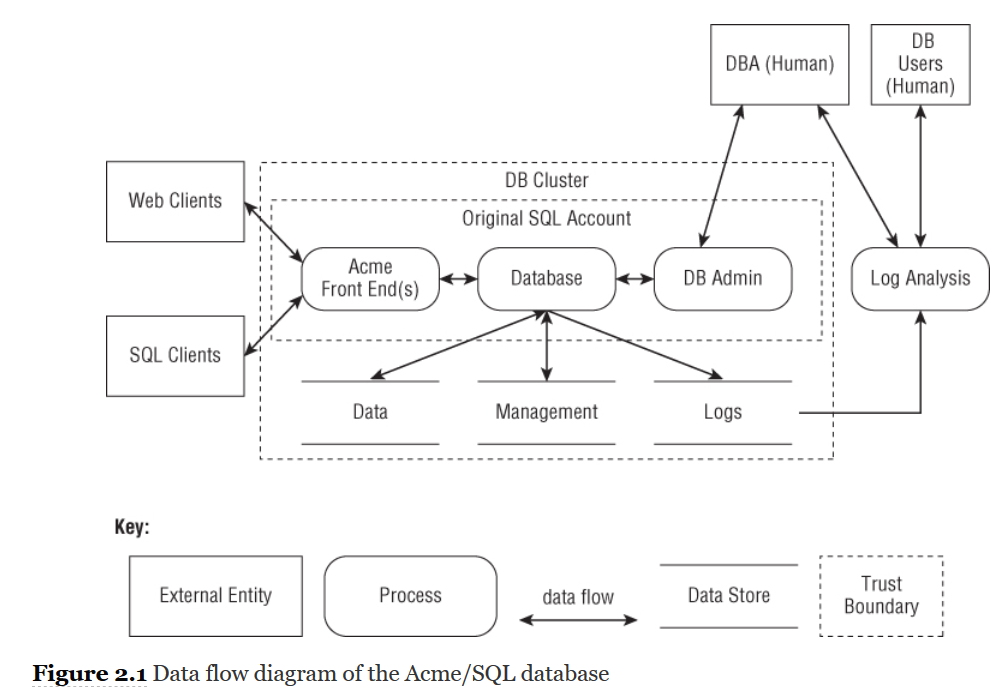 DBA (Human)
DB
Users
(Human)
Web Clients
DB Cluster
Original SQL Account
Acme
Front End(s)
Database
DB Admin
Log Analysis
SQL Clients
Data
Management
Logs
Key:
External Entity
Process
data flow
Data Store
Trust
Boundary
Figure 2.1 Data flow diagram of the Acme/SQL database